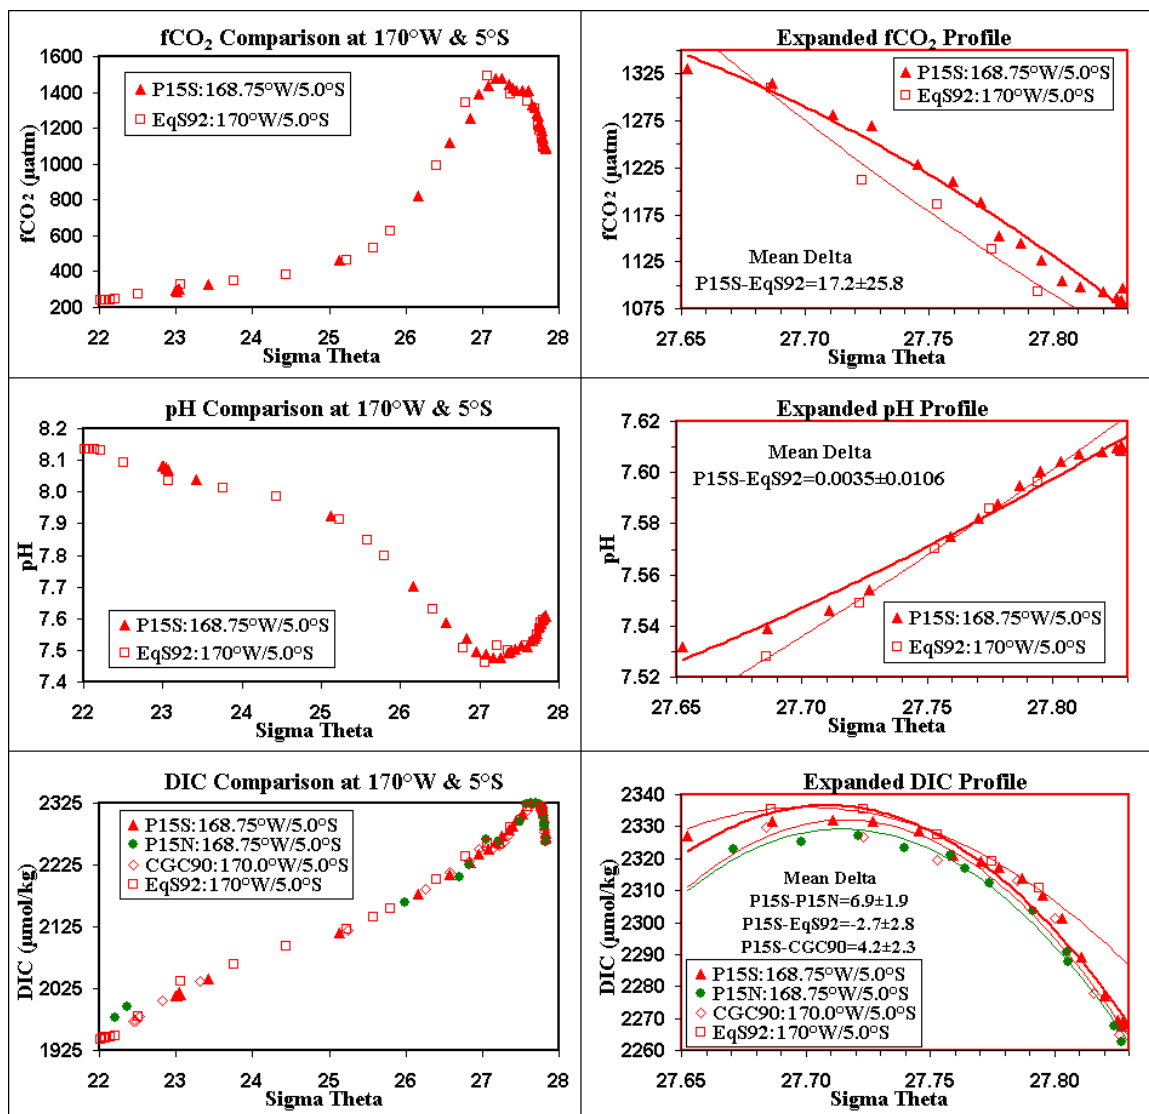 fCO2 Comparison at 170°W & 5°S
1600
1400
1200
1000
800
600
400
200
fCO2 (µatm)
P15S:168.75°W/5.0°S
EqS92:170°W/5.0°S
22 23 24 25 26 27 28
Sigma Theta
Expanded fCO2 Profile
1325
1275
1225
1175
1125
1075
fCO2 (µatm)
P15S:168.75°W/5.0°S
EqS92:170°W/5.0°S
Mean Delta
P15S-EqS92=17.2±25.8
27.65 27.70 27.75 27.80
Sigma Theta
pH Comparison at 170°W & 5°S
8.2
8.1
8.0
7.9
7.8
7.7
7.6
7.5
7.4
pH
P15S:168.75°W/5.0°S
EqS92:170°W/5.0°S
22 23 24 25 26 27 28
Sigma Theta
Expanded pH Profile
7.62
7.60
7.58
7.56
7.54
7.52
pH
Mean Delta
P15S-EqS92=0.0035±0.0106
P15S:168.75°W/5.0°S
EqS92:170°W/5.0°S
27.65 27.70 27.75 27.80
Sigma Theta
DIC Comparison at 170°W & 5°S
2325
2225
2125
2025
1925
DIC (µmol/kg)
P15S:168.75°W/5.0°S
P15N:168.75°W/5.0°S
CGC90:170.0°W/5.0°S
EqS92:170°W/5.0°S
22 23 24 25 26 27 28
Sigma Theta
Expanded DIC Profile
2340
2330
2320
2310
2300
2290
2280
2270
2260
DIC (µmol/kg)
Mean Delta
P15S-P15N=6.9±1.9
P15S-EqS92=-2.7±2.8
P15S-CGC90=4.2±2.3
P15S:168.75°W/5.0°S
P15N:168.75°W/5.0°S
CGC90:170.0°W/5.0°S
EqS92:170°W/5.0°S
27.65 27.70 27.75 27.80
Sigma Theta